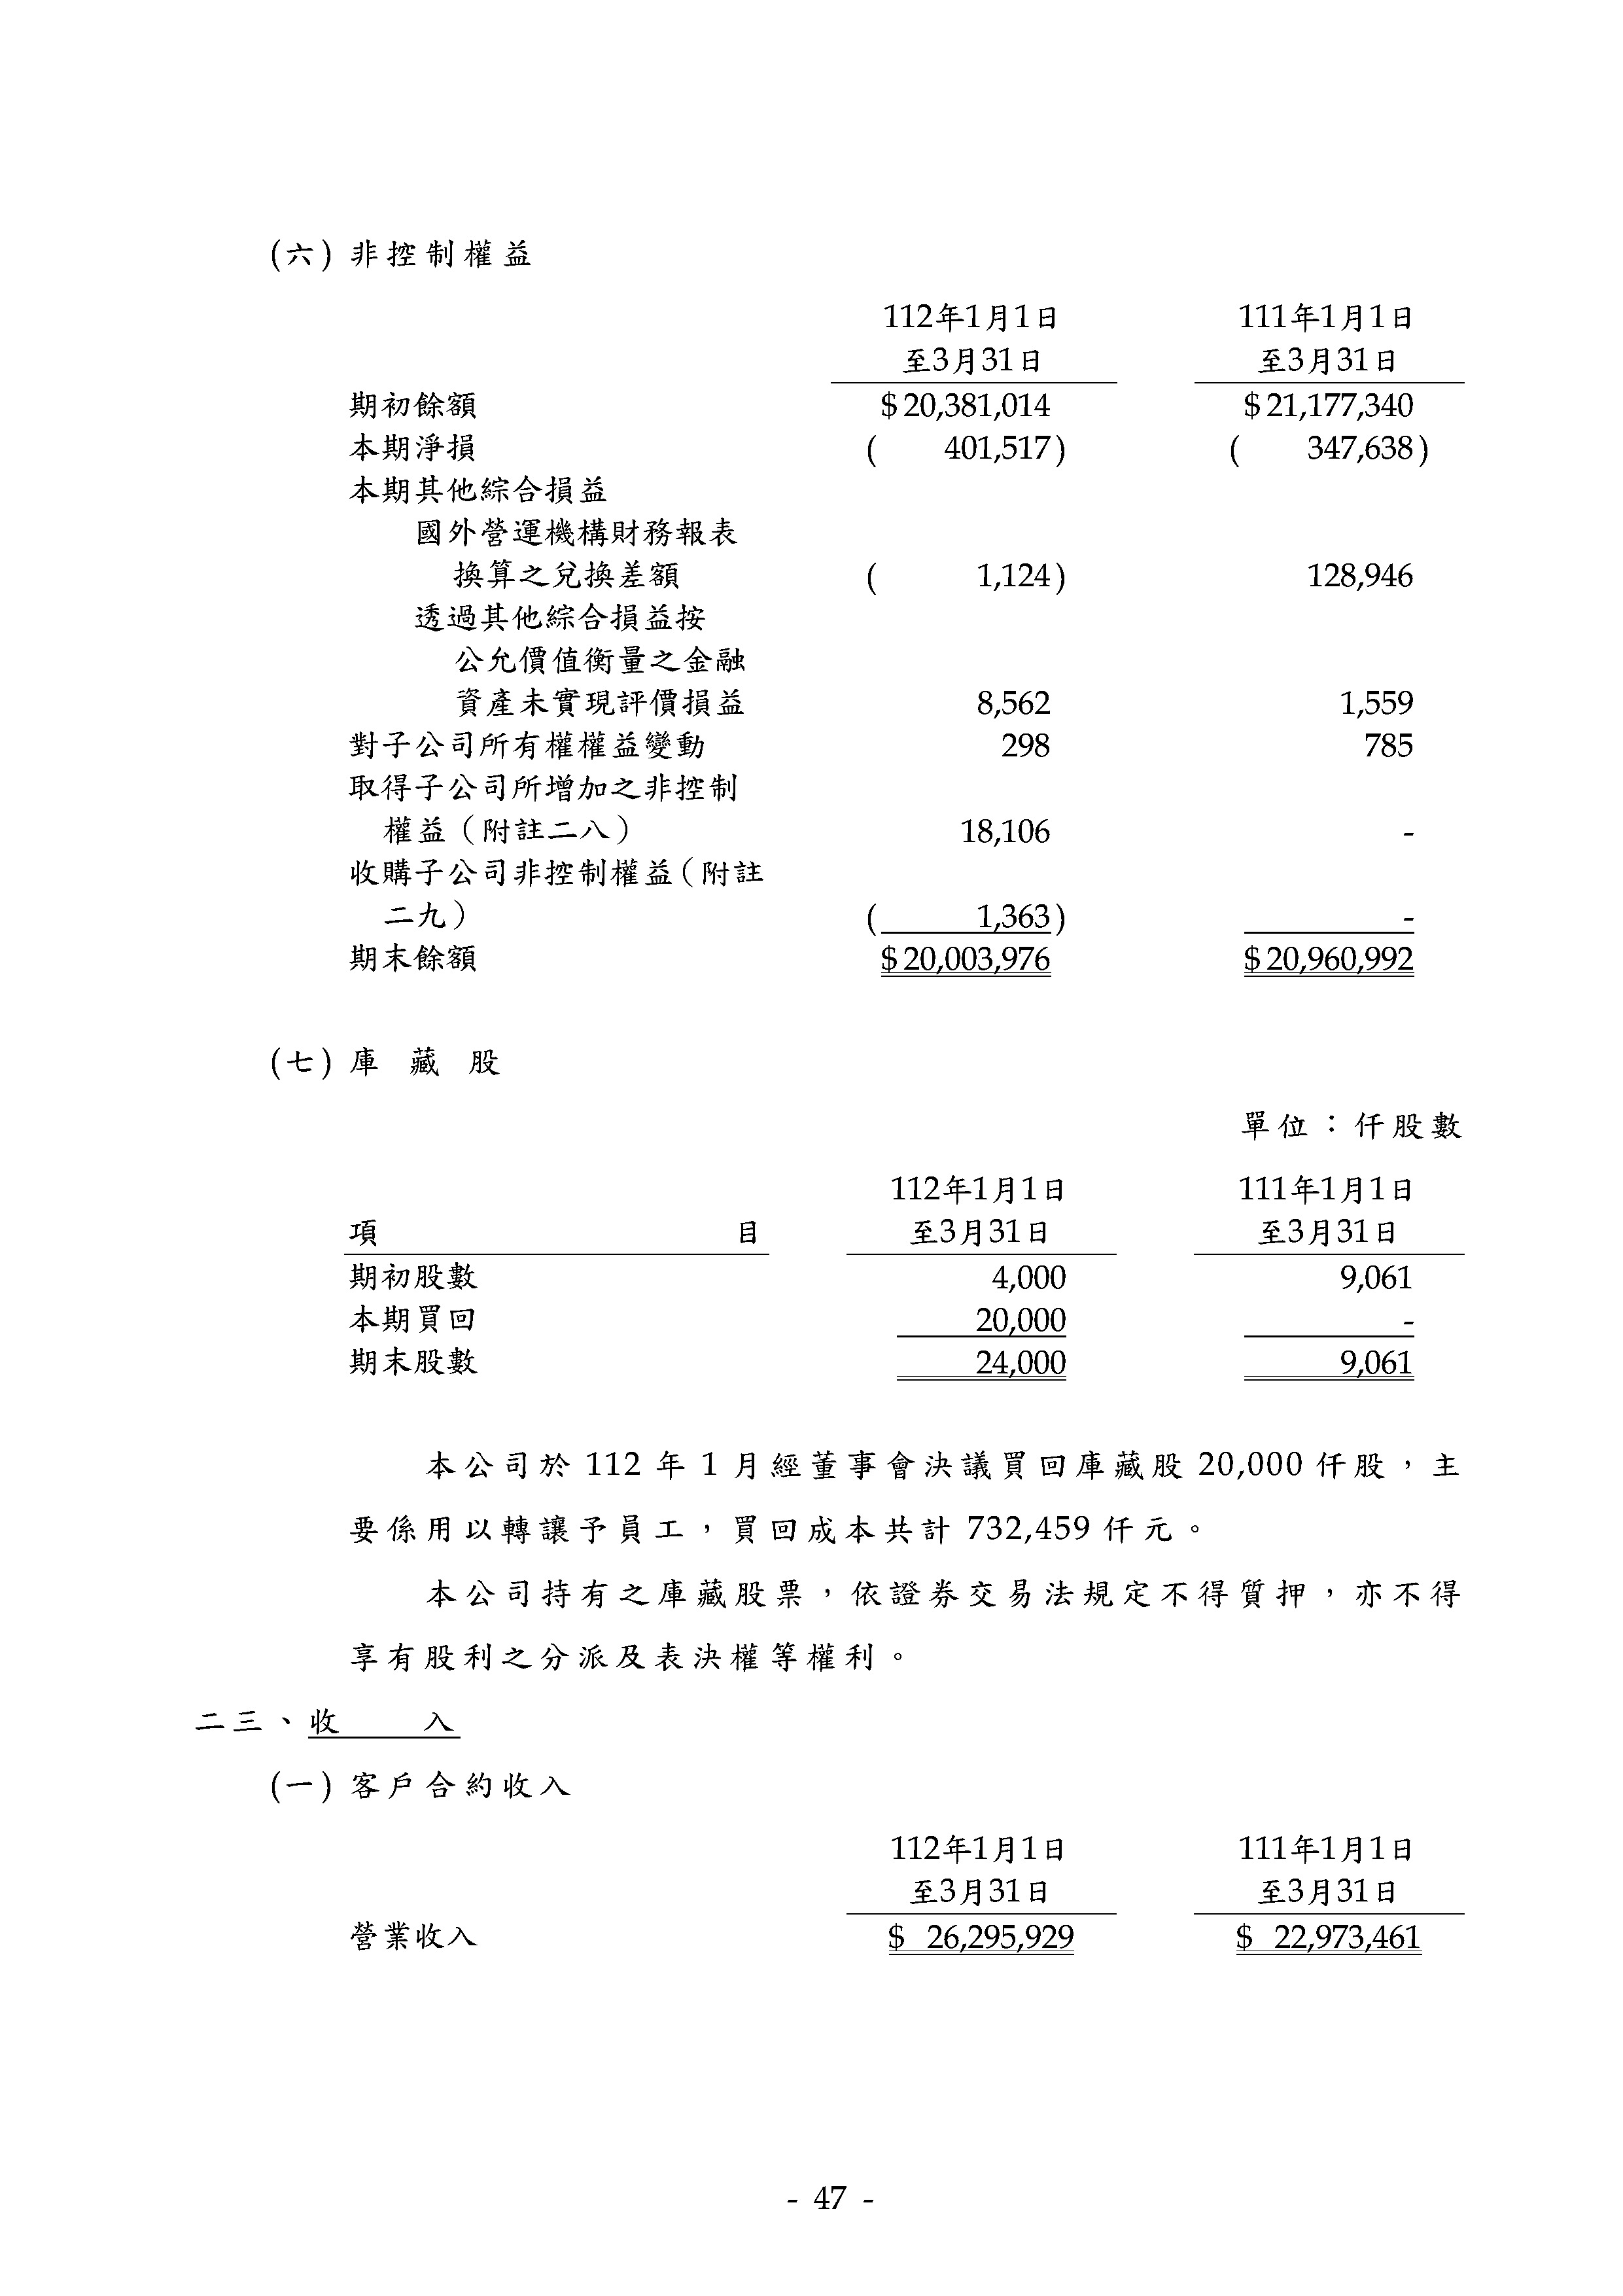 (六) 非控制權益
112年1月1日 111年1月1日
至3月31日 至3月31日
期初餘額 $ 20,381,014 $ 21,177,340
本期淨損 ( 401,517) ( 347,638)
本期其他綜合損益
國外營運機構財務報表
換算之兌換差額 ( 1,124) 128,946
透過其他綜合損益按
公允價值衡量之金融
資產未實現評價損益 8,562 1,559
對子公司所有權權益變動 298 785
取得子公司所增加之非控制
權益（附註二八） 18,106 -
收購子公司非控制權益（附註
二九） ( 1,363) -
期末餘額 $ 20,003,976 $ 20,960,992
(七) 庫藏股
單位：仟股數
112年1月1日 111年1月1日
項目 至3月31日 至3月31日
期初股數 4,000 9,061
本期買回 20,000 -
期末股數 24,000 9,061
本公司於 112 年 1 月經董事會決議買回庫藏股 20,000 仟股，主
要係用以轉讓予員工，買回成本共計 732,459 仟元。
本公司持有之庫藏股票，依證券交易法規定不得質押，亦不得
享有股利之分派及表決權等權利。
二三、收入
(一) 客戶合約收入
112年1月1日 111年1月1日
至3月31日 至3月31日
營業收入 $ 26,295,929 $ 22,973,461
- 47 -